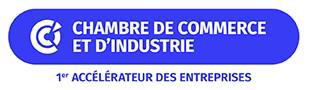 CHAMBRE DE COMMERCE
ET D'INDUSTRIE
1er ACCÉLÉRATEUR DES ENTREPRISES